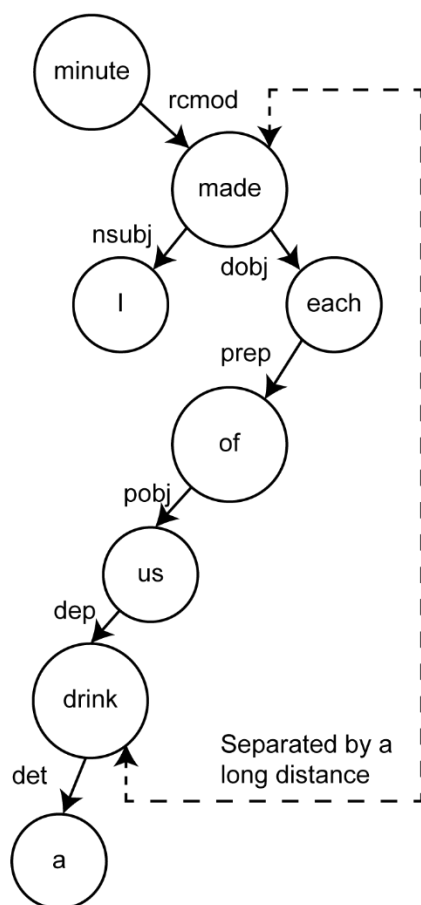 minute
rcmod
made
nsubj
dobj
I
each
prep
of
pobj
us
dep
drink
Separated by a
long distance
det
a